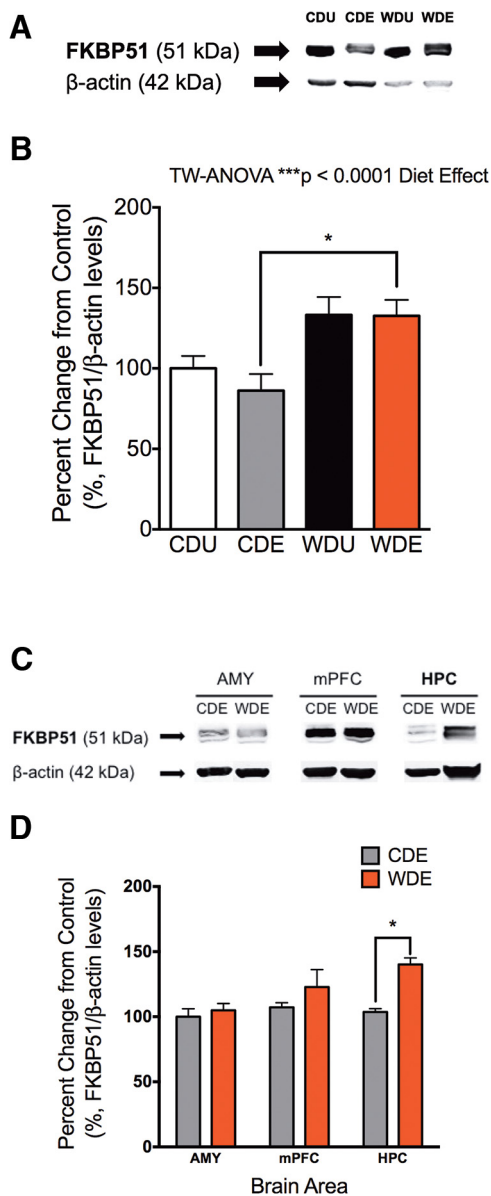 A
CDU CDE WDU WDE
FKBP51 (51 kDa)
β-actin (42 kDa)
B
TW-ANOVA ***p < 0.0001 Diet Effect
Percent Change from Control
(%, FKBP51/β-actin levels)
200
150
100
50
0
*
CDU CDE WDU WDE
C
AMY mPFC HPC
CDE WDE CDE WDE CDE WDE
FKBP51 (51 kDa)
β-actin (42 kDa)
D
CDE
WDE
Percent Change from Control
(%, FKBP51/β-actin levels)
200
150
100
50
0
*
AMY mPFC HPC
Brain Area